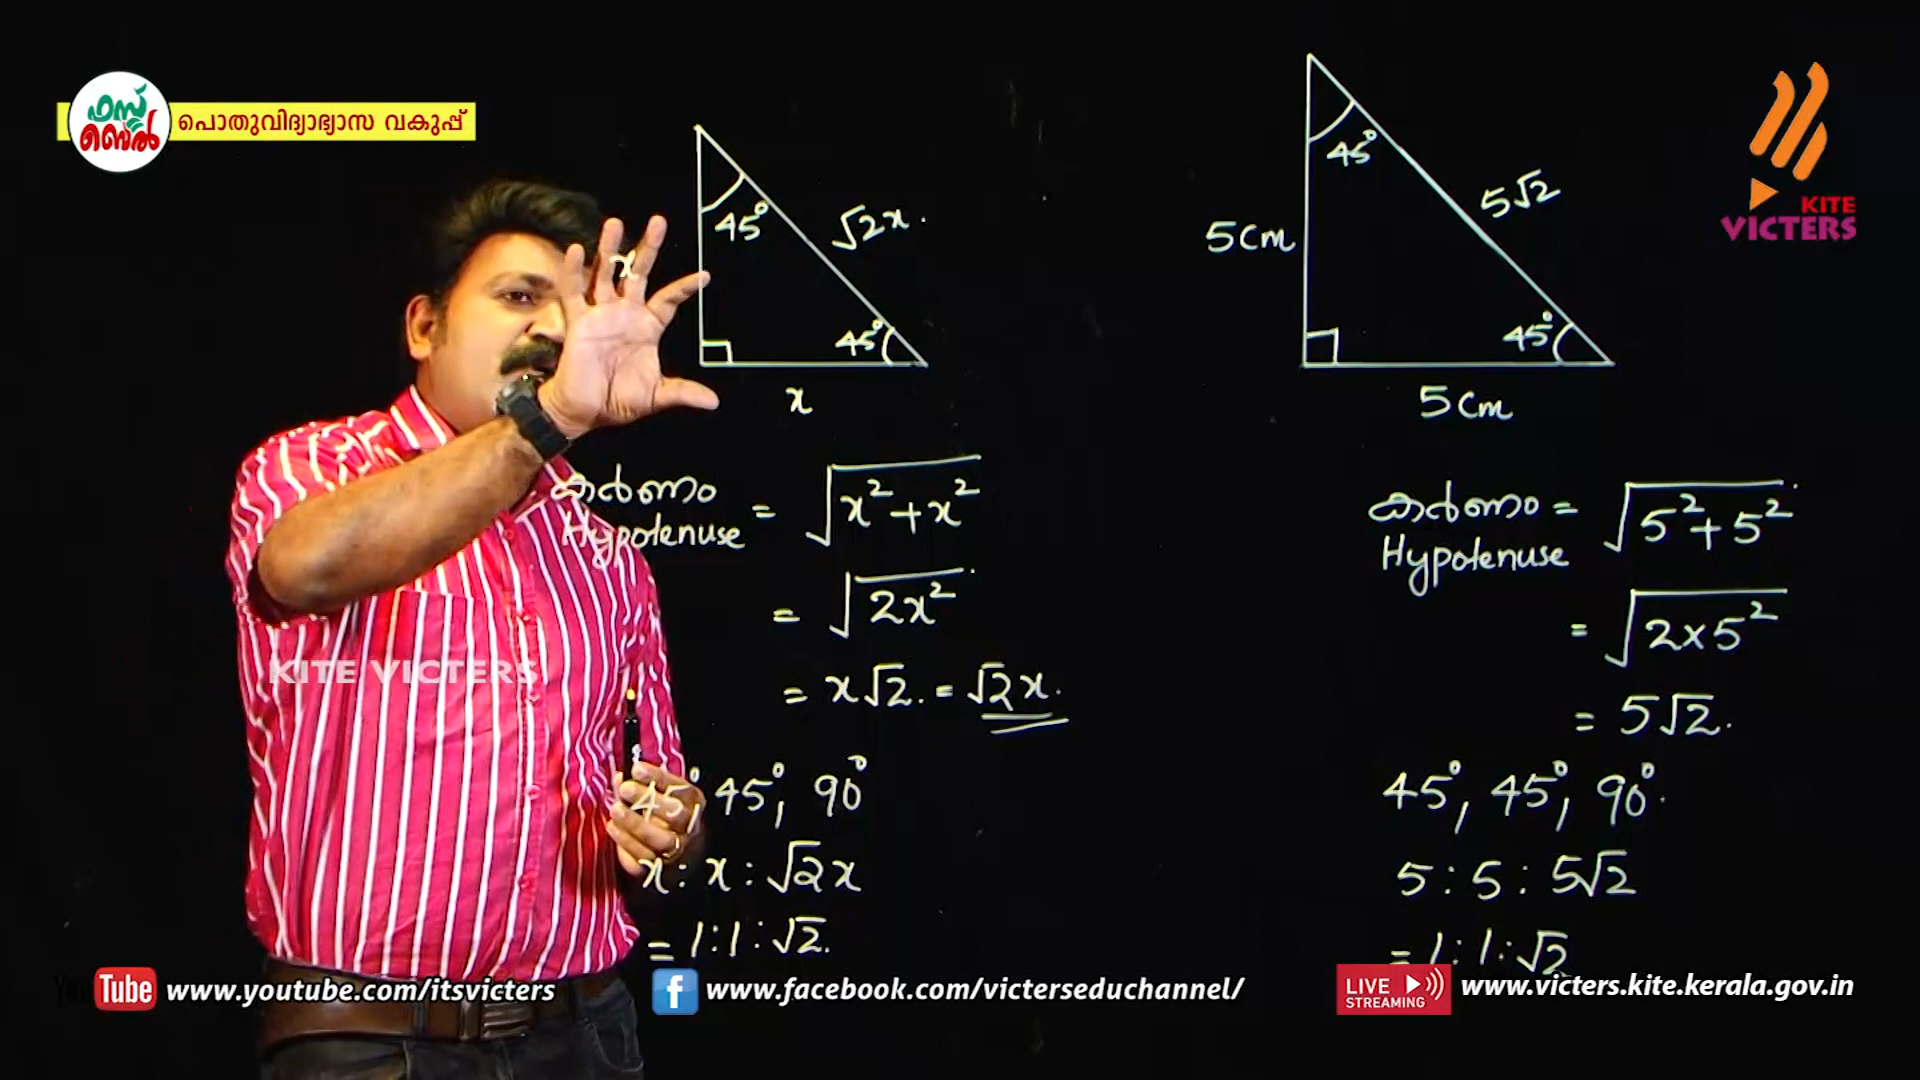 ഫസ്റ്റ്
ബെൽ
പൊതുവിദ്യാഭ്യാസ വകുപ്പ്
KITE
VICTERS
45°
x
√2x.
45°
x
45°
5cm
5√2
45°
5cm
കർണം
Hypotenuse = √x²+x²
= √2x²
= x√2. = √2x.
45°, 45°, 90°
x : x : √2x
= 1:1:√2.
കർണം
Hypotenuse = √5²+5²
= √2×5²
= 5√2.
45°, 45°, 90°.
5 : 5 : 5√2
= 1:1:√2
KITE VICTERS
YouTube www.youtube.com/itsvicters
f www.facebook.com/victerseduchannel/
LIVE
STREAMING
www.victers.kite.kerala.gov.in